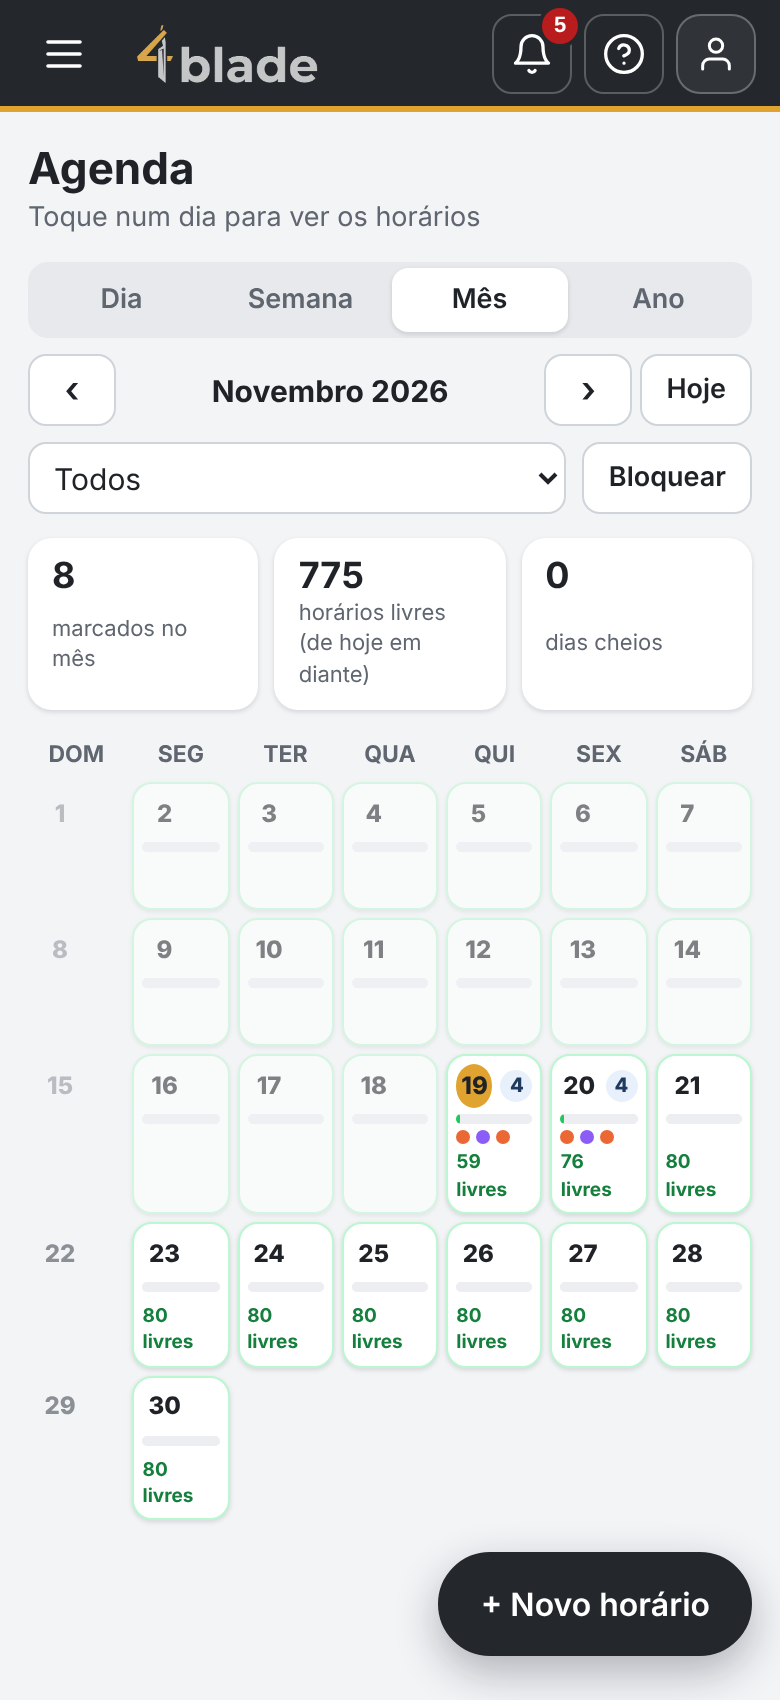 5
4blade
Agenda
Toque num dia para ver os horários
Dia Semana Mês Ano
‹ Novembro 2026 › Hoje
Todos Bloquear
8 775 0
marcados no mês
horários livres (de hoje em diante)
dias cheios
DOM SEG TER QUA QUI SEX SÁB
1 2 3 4 5 6 7
8 9 10 11 12 13 14
15 16 17 18 19 4 20 4 21
59 livres 76 livres 80 livres
22 23 24 25 26 27 28
80 livres 80 livres 80 livres 80 livres 80 livres 80 livres
29 30
80 livres
+ Novo horário